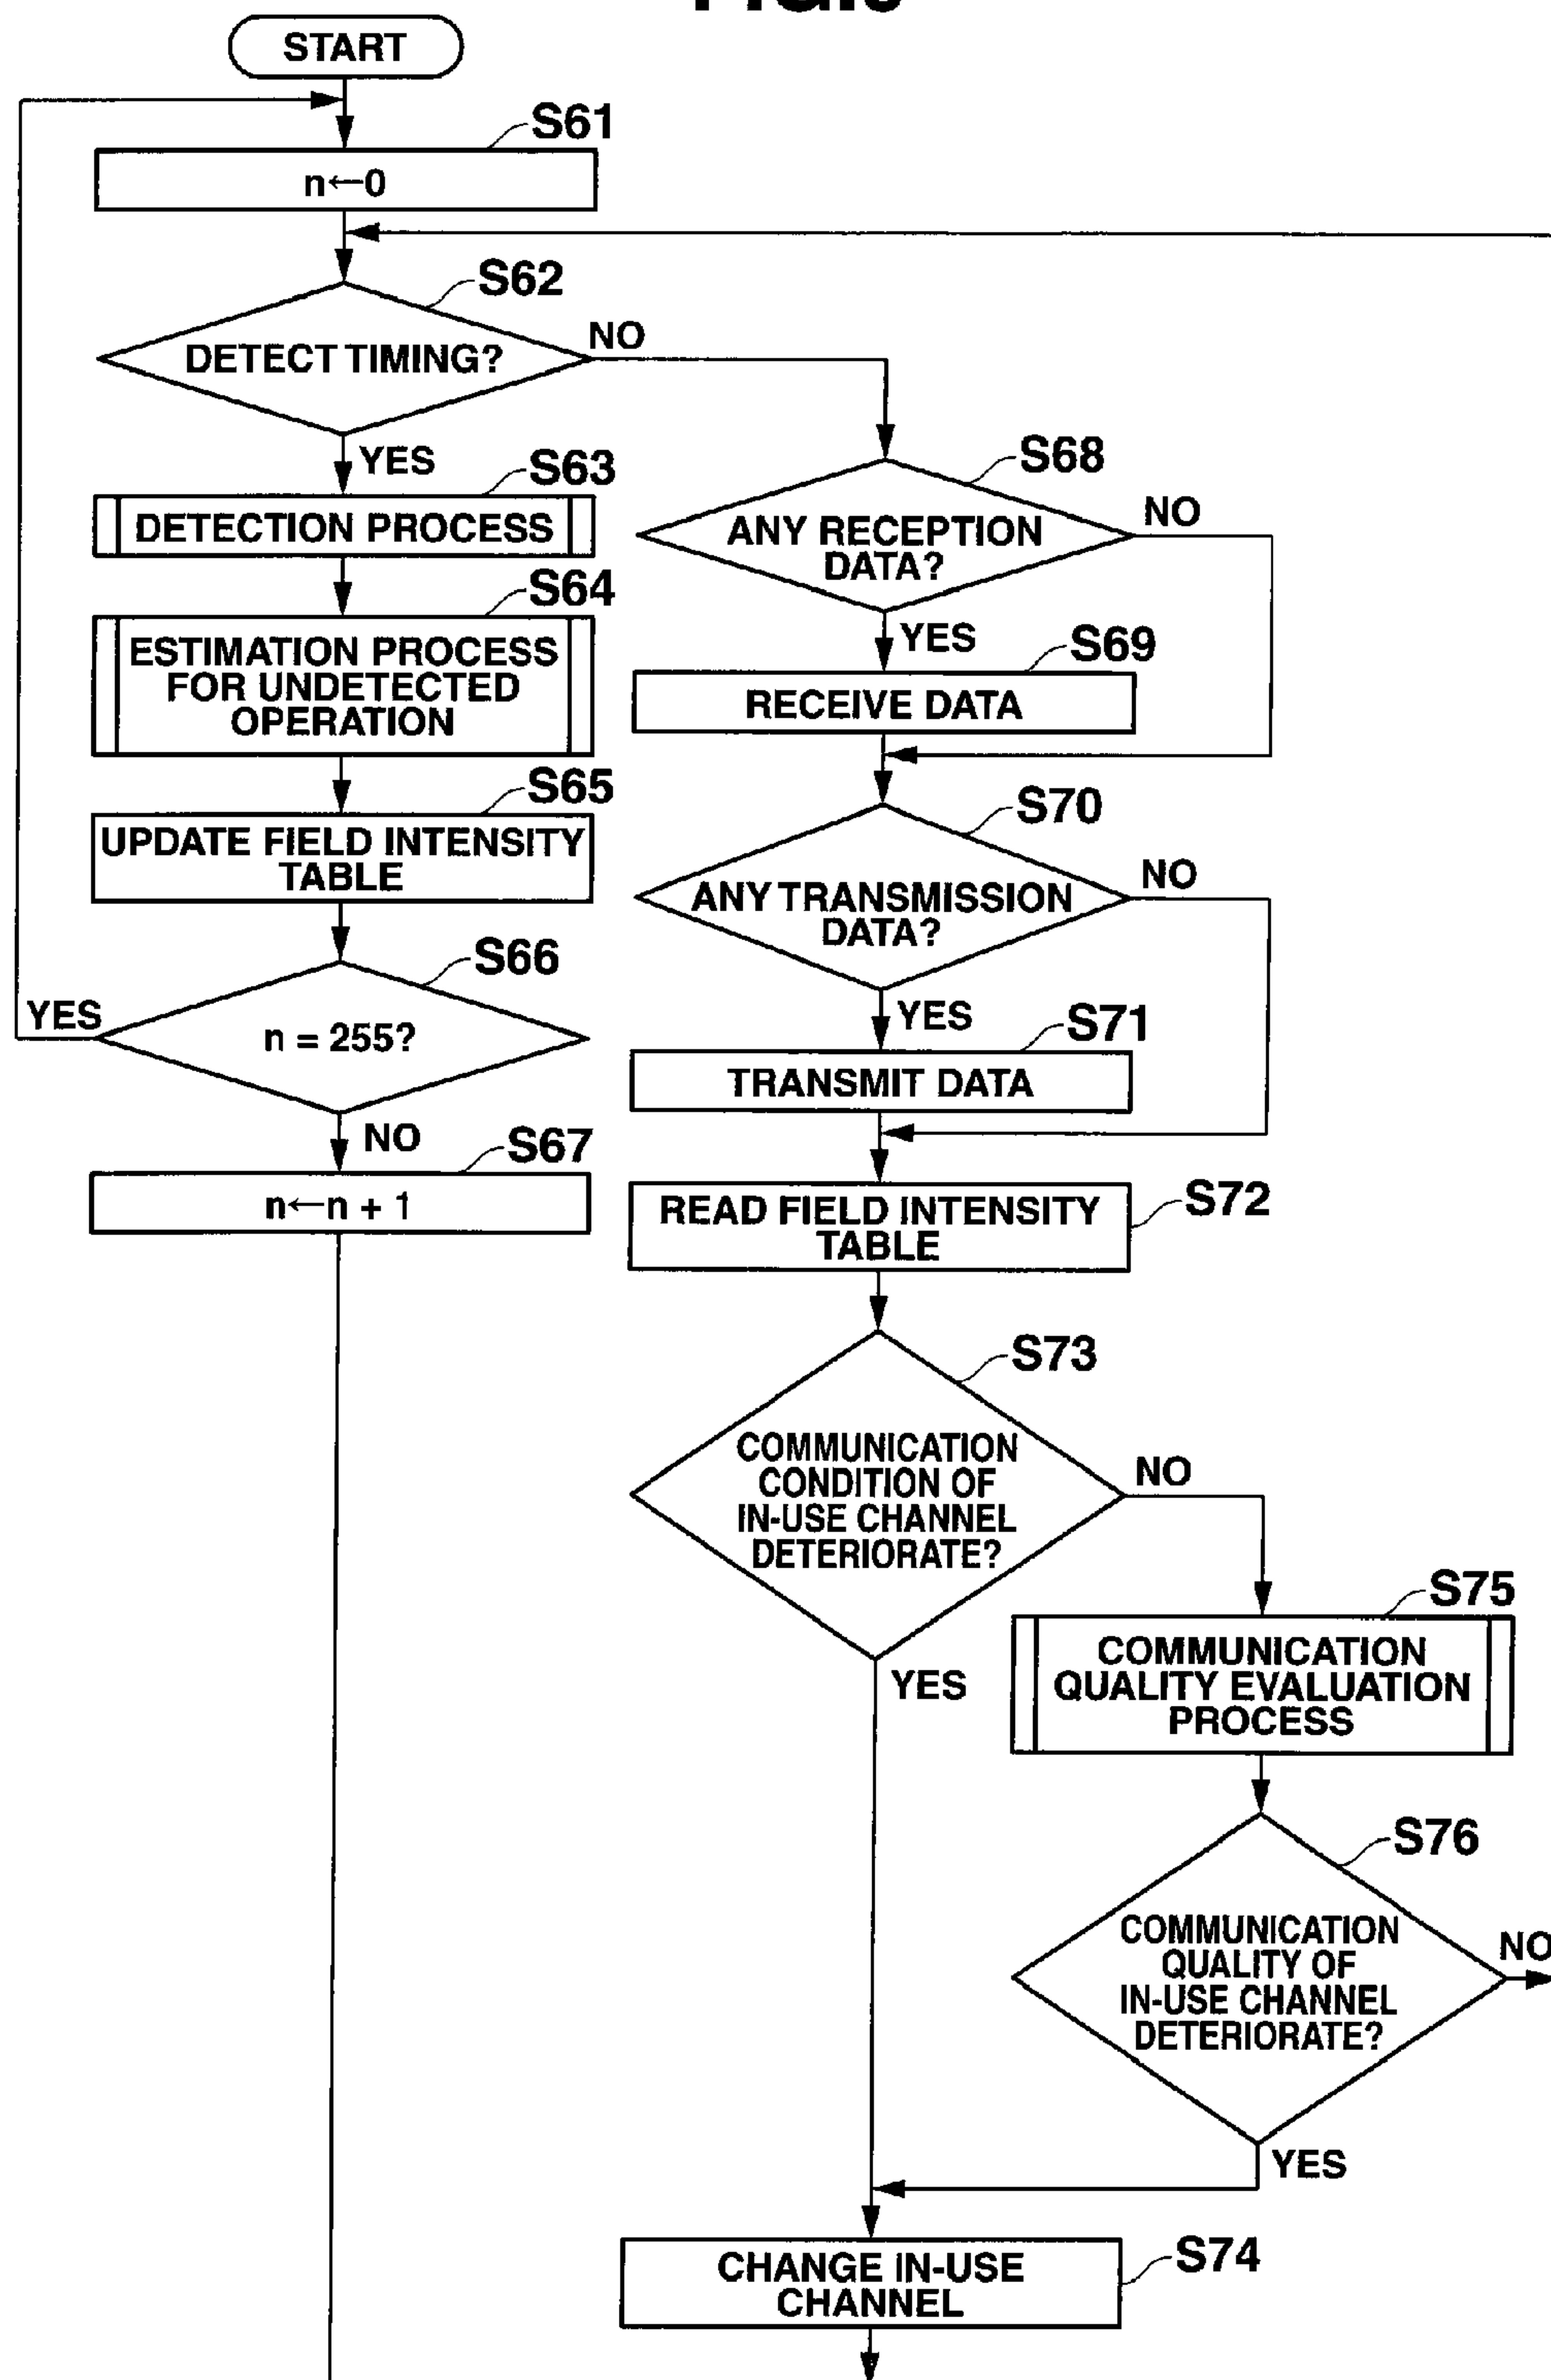 START
S61
n←0
S62
DETECT TIMING?
NO
YES
S63
DETECTION PROCESS
S64
ESTIMATION PROCESS
FOR UNDETECTED
OPERATION
S65
UPDATE FIELD INTENSITY
TABLE
S66
YES
n = 255?
NO
S67
n←n + 1
S68
ANY RECEPTION
DATA?
NO
YES
S69
RECEIVE DATA
S70
ANY TRANSMISSION
DATA?
NO
YES
S71
TRANSMIT DATA
S72
READ FIELD INTENSITY
TABLE
S73
COMMUNICATION
CONDITION OF
IN-USE CHANNEL
DETERIORATE?
NO
YES
S75
COMMUNICATION
QUALITY EVALUATION
PROCESS
S76
COMMUNICATION
QUALITY OF
IN-USE CHANNEL
DETERIORATE?
NO
YES
S74
CHANGE IN-USE
CHANNEL